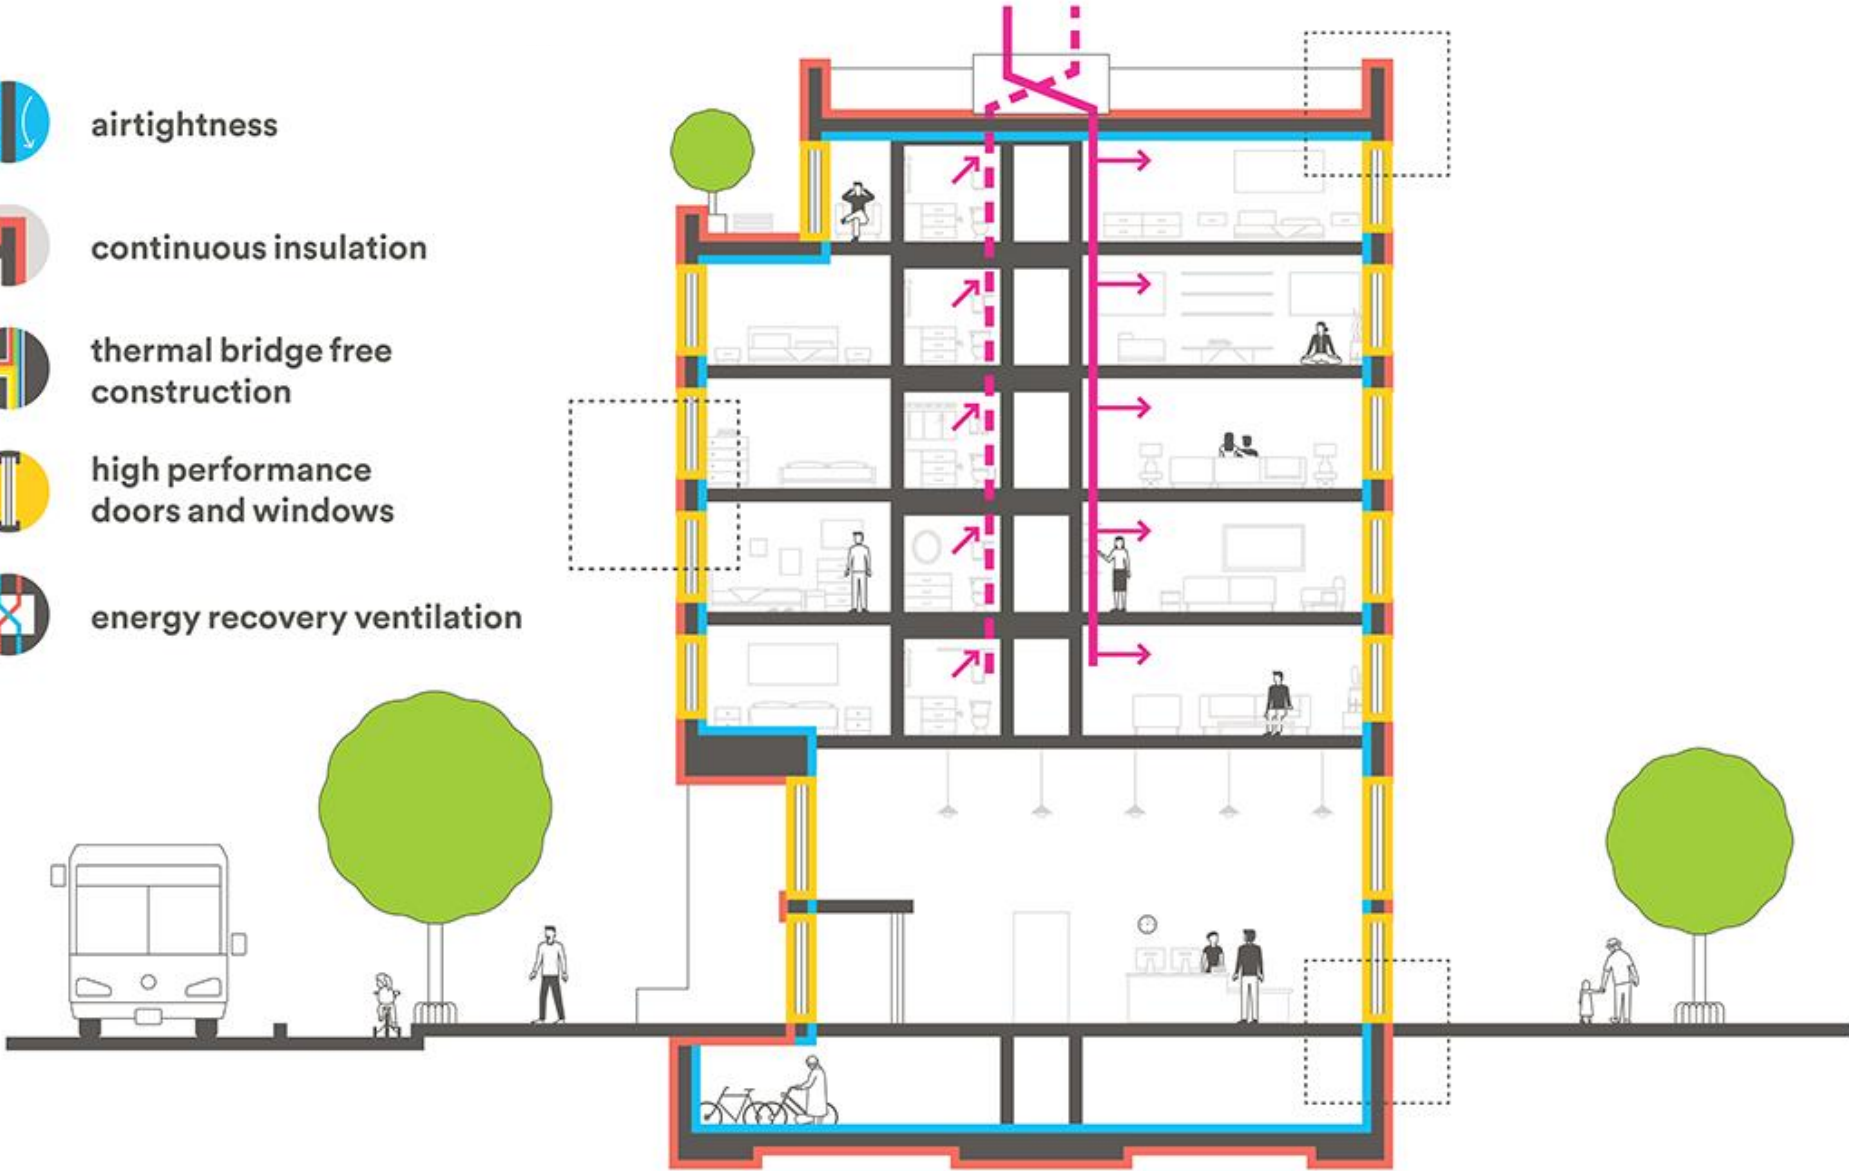 airtightness
continuous insulation
thermal bridge free
construction
high performance
doors and windows
energy recovery ventilation